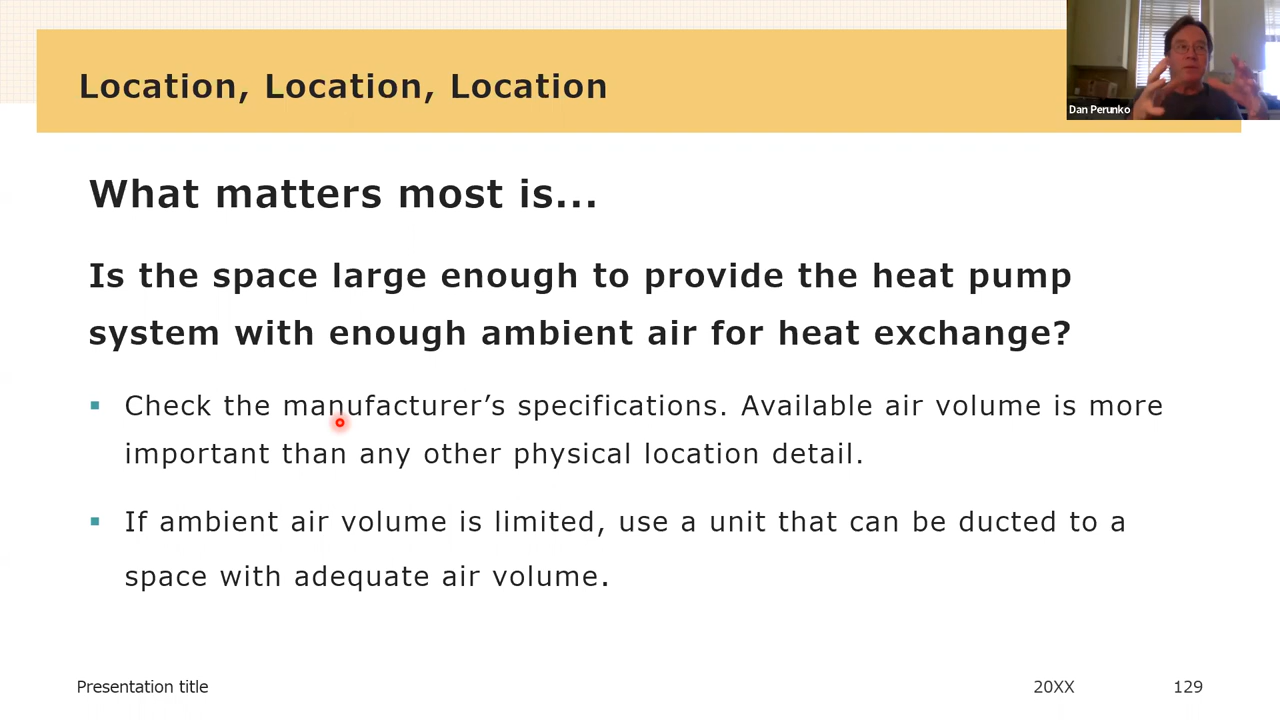 Location, Location, Location
Dan Perunko
What matters most is...
Is the space large enough to provide the heat pump
system with enough ambient air for heat exchange?
▪ Check the manufacturer’s specifications. Available air volume is more
important than any other physical location detail.
▪ If ambient air volume is limited, use a unit that can be ducted to a
space with adequate air volume.
Presentation title
20XX
129